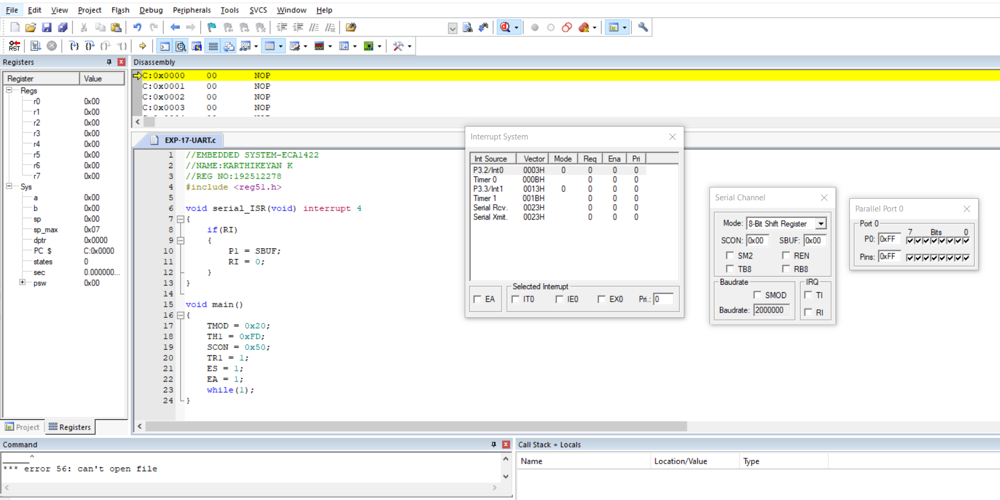 File Edit View Project Flash Debug Peripherals Tools SVCS Window Help
RST
Registers
Register Value
Regs
r0 0x00
r1 0x00
r2 0x00
r3 0x00
r4 0x00
r5 0x00
r6 0x00
r7 0x00
Sys
a 0x00
b 0x00
sp 0x00
sp_max 0x07
dptr 0x0000
PC $ C:0x0000
states 0
sec 0.000000...
psw 0x00
Project Registers
Disassembly
C:0x0000 00 NOP
C:0x0001 00 NOP
C:0x0002 00 NOP
C:0x0003 00 NOP
EXP-17-UART.c
1 //EMBEDDED SYSTEM-ECA1422
2 //NAME:KARTHIKEYAN K
3 //REG NO:192512278
4 #include <reg51.h>
5
6 void serial_ISR(void) interrupt 4
7 {
8 if(RI)
9 {
10 P1 = SBUF;
11 RI = 0;
12 }
13 }
14
15 void main()
16 {
17 TMOD = 0x20;
18 TH1 = 0xFD;
19 SCON = 0x50;
20 TR1 = 1;
21 ES = 1;
22 EA = 1;
23 while(1);
24 }
Interrupt System
Int Source Vector Mode Req Ena Pri
P3.2/Int0 0003H 0 0 0 0
Timer 0 000BH 0 0 0
P3.3/Int1 0013H 0 0 0 0
Timer 1 001BH 0 0 0
Serial Rcv. 0023H 0 0 0
Serial Xmit. 0023H 0 0 0
EA
Selected Interrupt
IT0 IE0 EX0 Pri.: 0
Serial Channel
Mode: 8-Bit Shift Register
SCON: 0x00 SBUF: 0x00
SM2 REN
TB8 RB8
Baudrate
SMOD
Baudrate: 2000000
IRQ
TI
RI
Parallel Port 0
Port 0
7 Bits 0
P0: 0xFF
Pins: 0xFF
Command
______^
*** error 56: can't open file
Call Stack + Locals
Name Location/Value Type